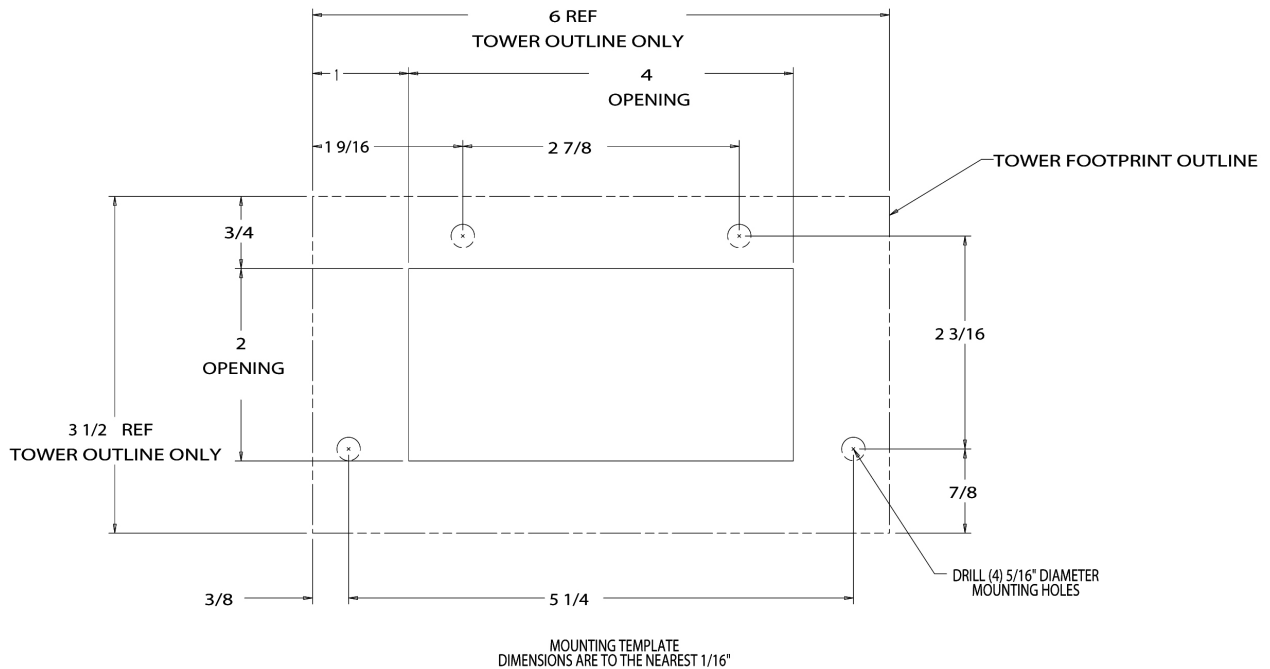 6 REF
TOWER OUTLINE ONLY
1
4
OPENING
1 9/16
2 7/8
TOWER FOOTPRINT OUTLINE
3/4
2
OPENING
2 3/16
3 1/2 REF
TOWER OUTLINE ONLY
7/8
DRILL (4) 5/16" DIAMETER
MOUNTING HOLES
3/8
5 1/4
MOUNTING TEMPLATE
DIMENSIONS ARE TO THE NEAREST 1/16"